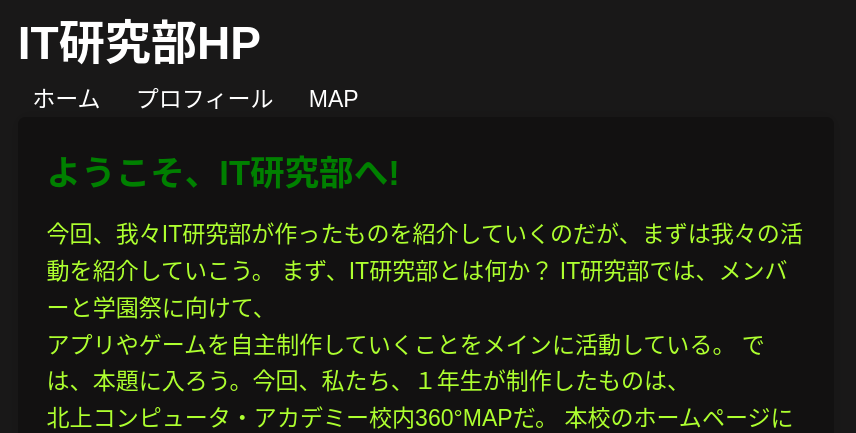 IT研究部HP
ホーム プロフィール MAP
ようこそ、IT研究部へ!
今回、我々IT研究部が作ったものを紹介していくのだが、まずは我々の活
動を紹介していこう。 まず、IT研究部とは何か？ IT研究部では、メンバ
ーと学園祭に向けて、
アプリやゲームを自主制作していくことをメインに活動している。 で
は、本題に入ろう。今回、私たち、１年生が制作したものは、
北上コンピュータ・アカデミー校内360°MAPだ。 本校のホームページに